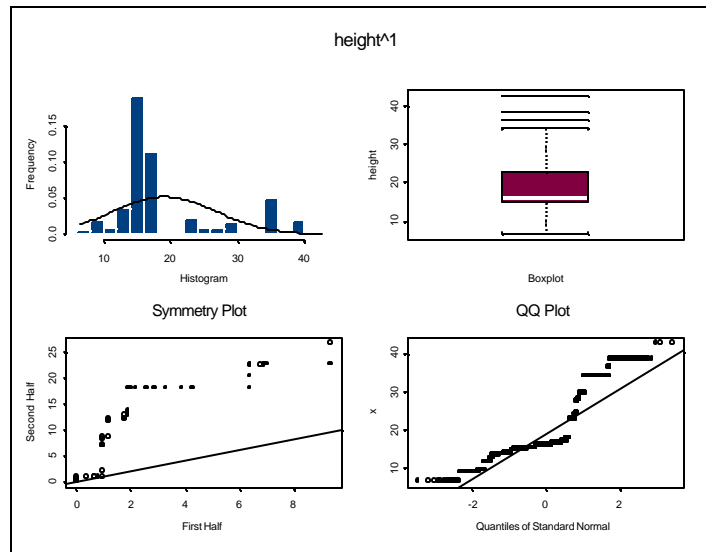 height^1
Frequency
0.0
0.05
0.10
0.15
10
20
30
40
Histogram
height
10
20
30
40
Boxplot
Symmetry Plot
Second Half
0
5
10
15
20
25
0
2
4
6
8
First Half
QQ Plot
x
10
20
30
40
-2
0
2
Quantiles of Standard Normal